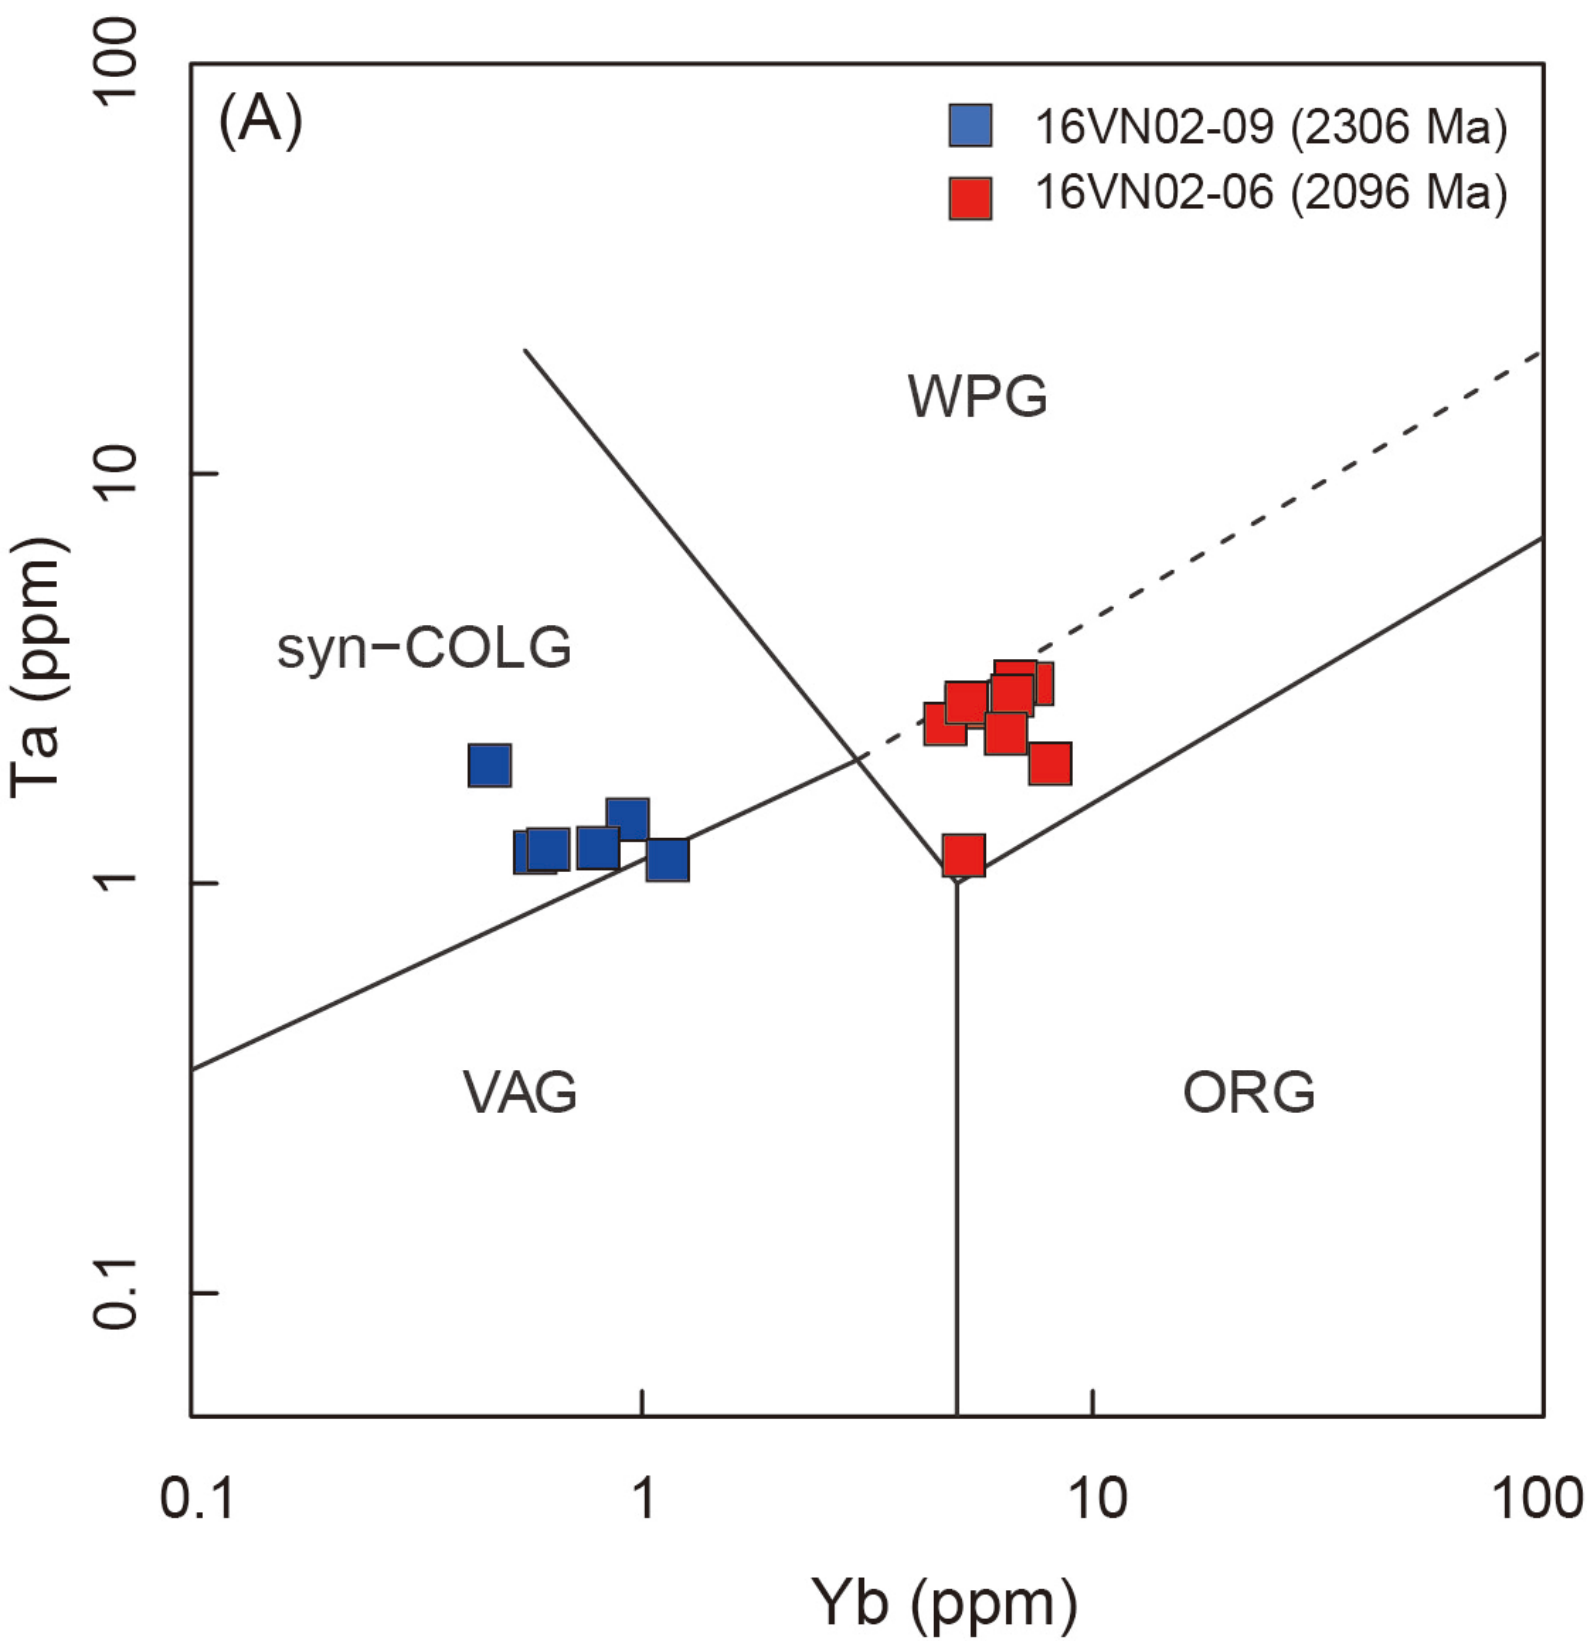 (A)
16VN02-09 (2306 Ma)
16VN02-06 (2096 Ma)
WPG
syn−COLG
VAG
ORG
Ta (ppm)
100
10
1
0.1
0.1
1
10
100
Yb (ppm)